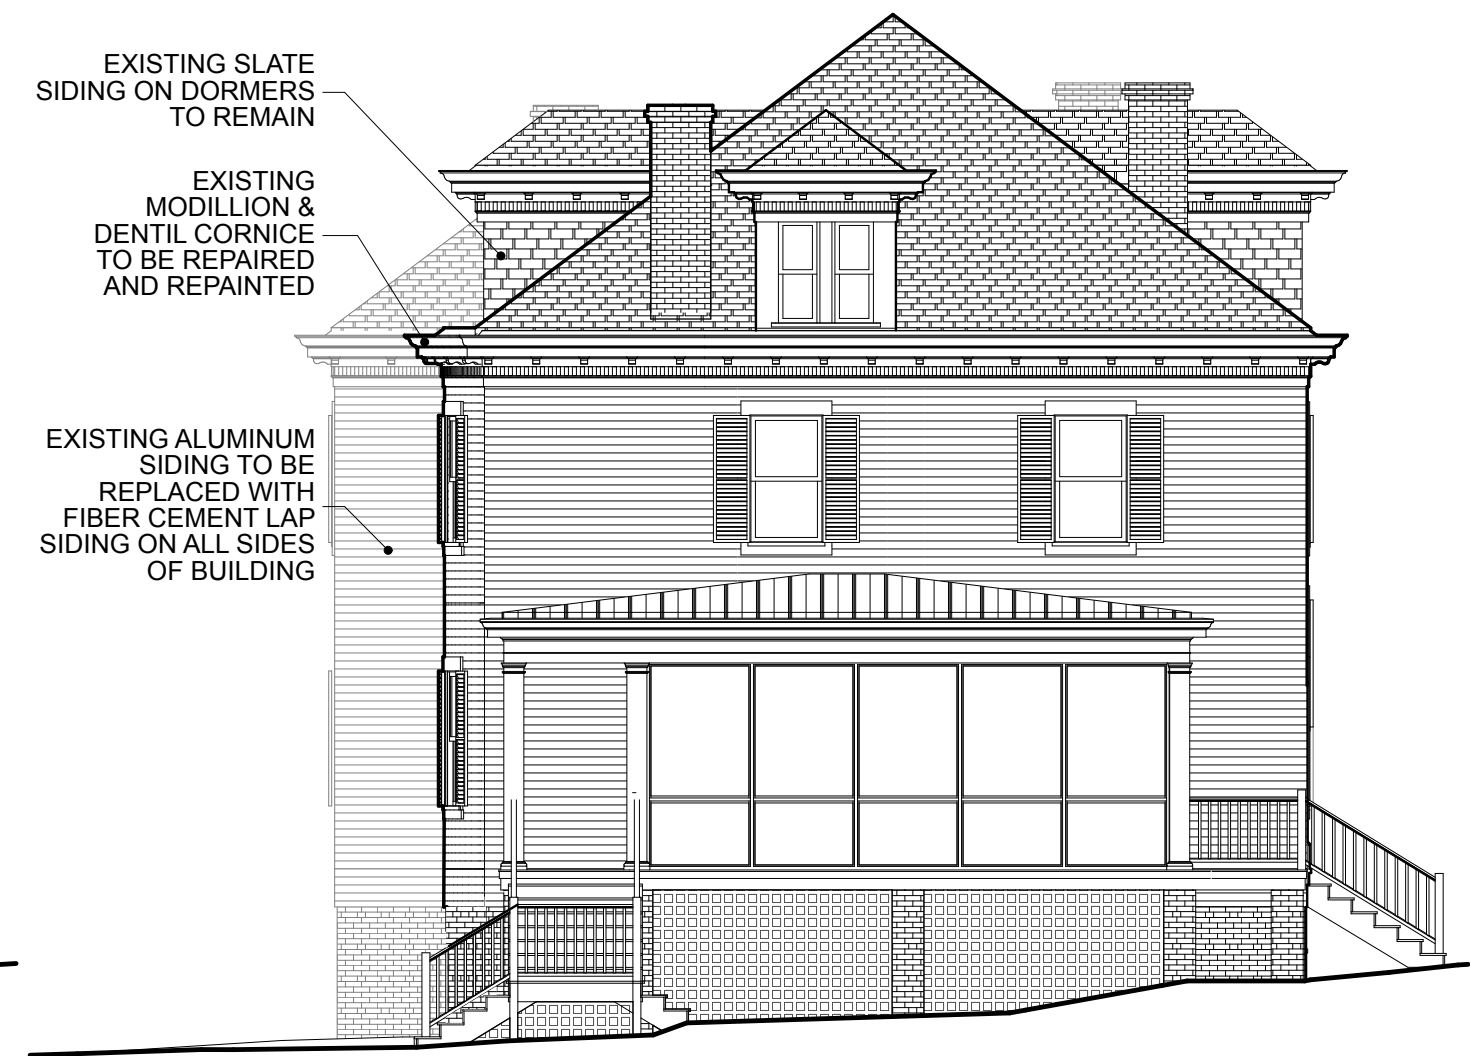 EXISTING SLATE
SIDING ON DORMERS
TO REMAIN
EXISTING
MODILLION &
DENTIL CORNICE
TO BE REPAIRED
AND REPAINTED
EXISTING ALUMINUM
SIDING TO BE
REPLACED WITH
FIBER CEMENT LAP
SIDING ON ALL SIDES
OF BUILDING